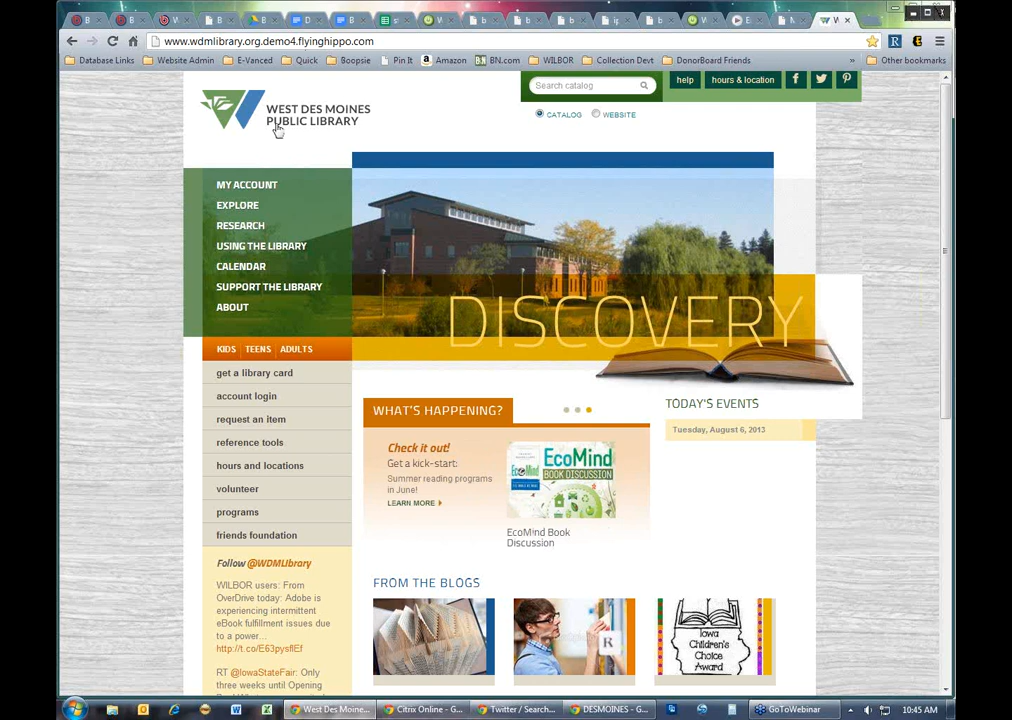 www.wdmlibrary.org.demo4.flyinghippo.com
Database Links Website Admin E-Vanced Quick Boopsie Pin It Amazon BN.com WILBOR Collection Devt DonorBoard Friends » Other bookmarks
WEST DES MOINES
PUBLIC LIBRARY
Search catalog
help hours & location
CATALOG WEBSITE
MY ACCOUNT
EXPLORE
RESEARCH
USING THE LIBRARY
CALENDAR
SUPPORT THE LIBRARY
ABOUT
DISCOVERY
KIDS TEENS ADULTS
get a library card
account login
request an item
reference tools
hours and locations
volunteer
programs
friends foundation
WHAT'S HAPPENING?
Check it out!
Get a kick-start:
Summer reading programs
in June!
LEARN MORE
EcoMind
BOOK DISCUSSION
EcoMind Book
Discussion
TODAY'S EVENTS
Tuesday, August 6, 2013
Follow @WDMLibrary
WILBOR users: From
OverDrive today: Adobe is
experiencing intermittent
eBook fulfillment issues due
to a power...
http://t.co/E63pysflEf
RT @IowaStateFair: Only
three weeks until Opening
FROM THE BLOGS
R
Iowa
Children's
Choice
Award
West Des Moine... Citrix Online - G... Twitter / Search... DESMOINES - G... GoToWebinar 10:45 AM